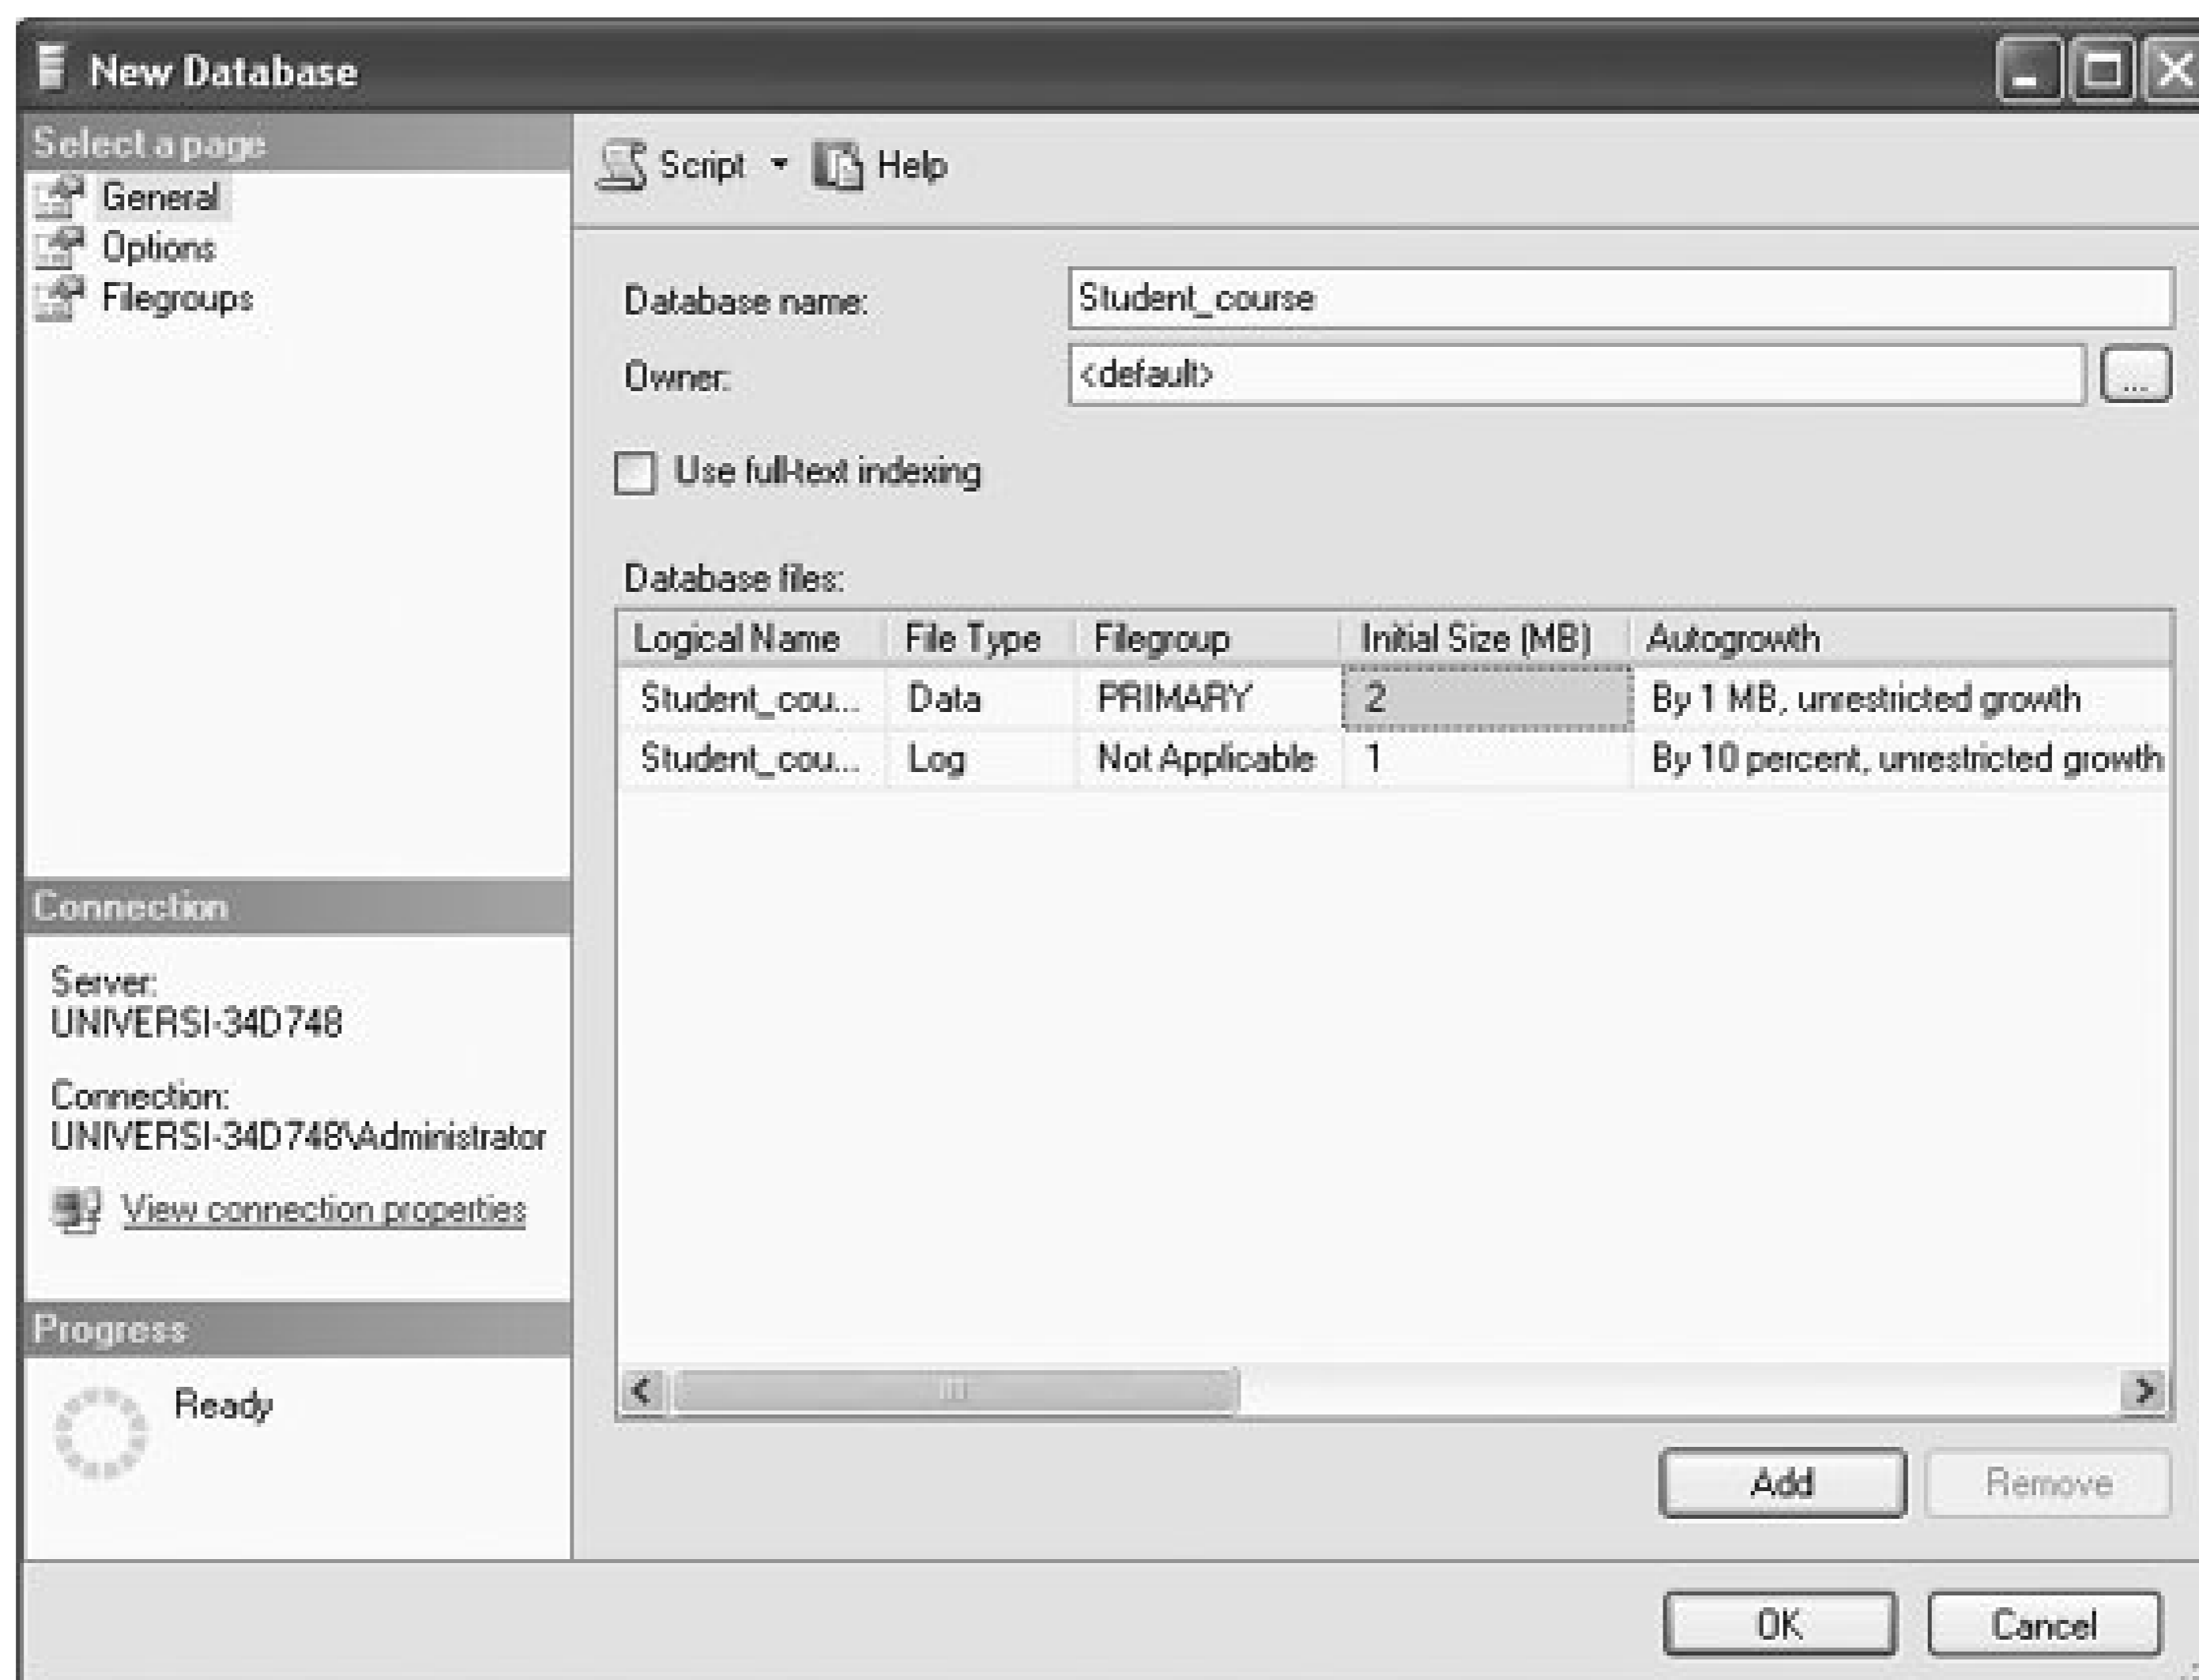 New Database
Select a page
General
Options
Filegroups
Script Help
Database name: Student_course
Owner: <default> ...
Use full-text indexing
Database files:
Logical Name File Type Filegroup Initial Size (MB) Autogrowth
Student_cou... Data PRIMARY 2 By 1 MB, unrestricted growth
Student_cou... Log Not Applicable 1 By 10 percent, unrestricted growth
Connection
Server:
UNIVERSI-34D748
Connection:
UNIVERSI-34D748\Administrator
View connection properties
Progress
Ready
Add Remove
OK Cancel